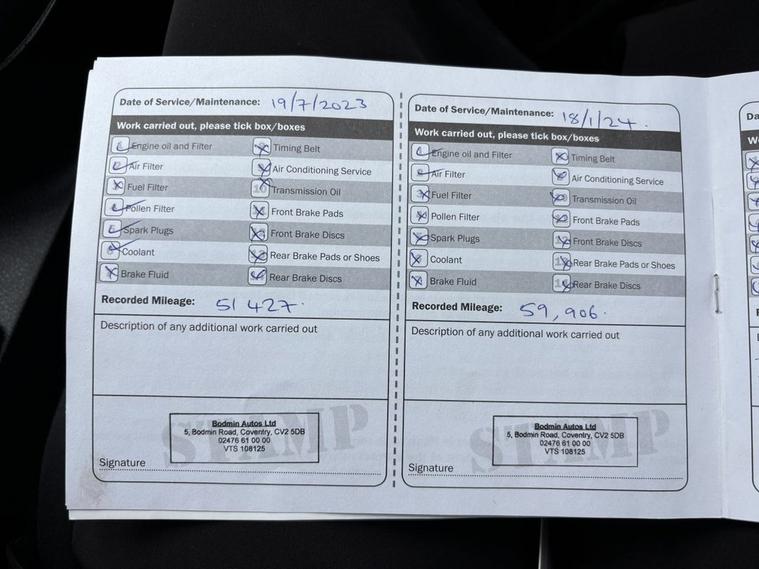 Date of Service/Maintenance: 19/7/2023
Work carried out, please tick box/boxes
Engine oil and Filter Timing Belt
Air Filter Air Conditioning Service
Fuel Filter Transmission Oil
Pollen Filter Front Brake Pads
Spark Plugs Front Brake Discs
Coolant Rear Brake Pads or Shoes
Brake Fluid Rear Brake Discs
Recorded Mileage: 51 427.
Description of any additional work carried out
STAMP
Bodmin Autos Ltd
5, Bodmin Road, Coventry, CV2 5DB
02476 61 00 00
VTS 108125
Signature
Date of Service/Maintenance: 18/1/24.
Work carried out, please tick box/boxes
Engine oil and Filter Timing Belt
Air Filter Air Conditioning Service
Fuel Filter Transmission Oil
Pollen Filter Front Brake Pads
Spark Plugs Front Brake Discs
Coolant Rear Brake Pads or Shoes
Brake Fluid Rear Brake Discs
Recorded Mileage: 59,906.
Description of any additional work carried out
STAMP
Bodmin Autos Ltd
5, Bodmin Road, Coventry, CV2 5DB
02476 61 00 00
VTS 108125
Signature